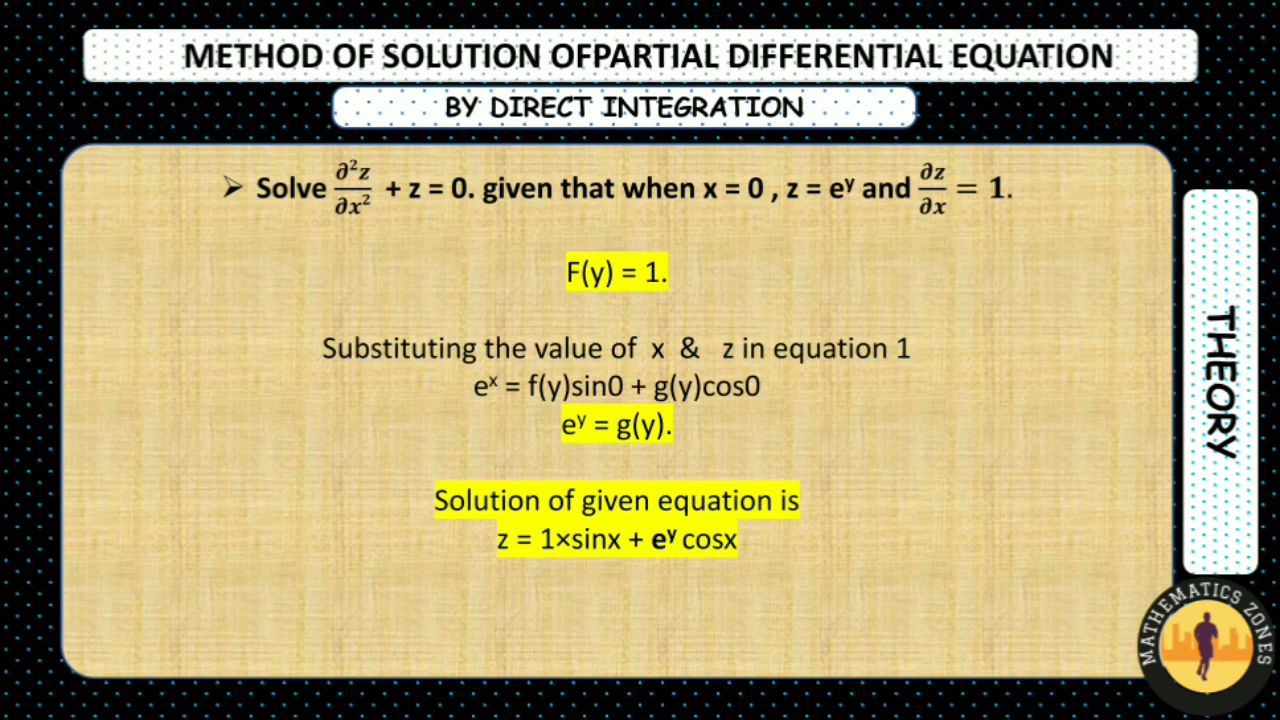 METHOD OF SOLUTION OFPARTIAL DIFFERENTIAL EQUATION
BY DIRECT INTEGRATION
➢ Solve ∂²z/∂x² + z = 0. given that when x = 0 , z = eʸ and ∂z/∂x = 1.
F(y) = 1.
Substituting the value of x & z in equation 1
eˣ = f(y)sin0 + g(y)cos0
eʸ = g(y).
Solution of given equation is
z = 1×sinx + eʸ cosx
THEORY
MATHEMATICS ZONES